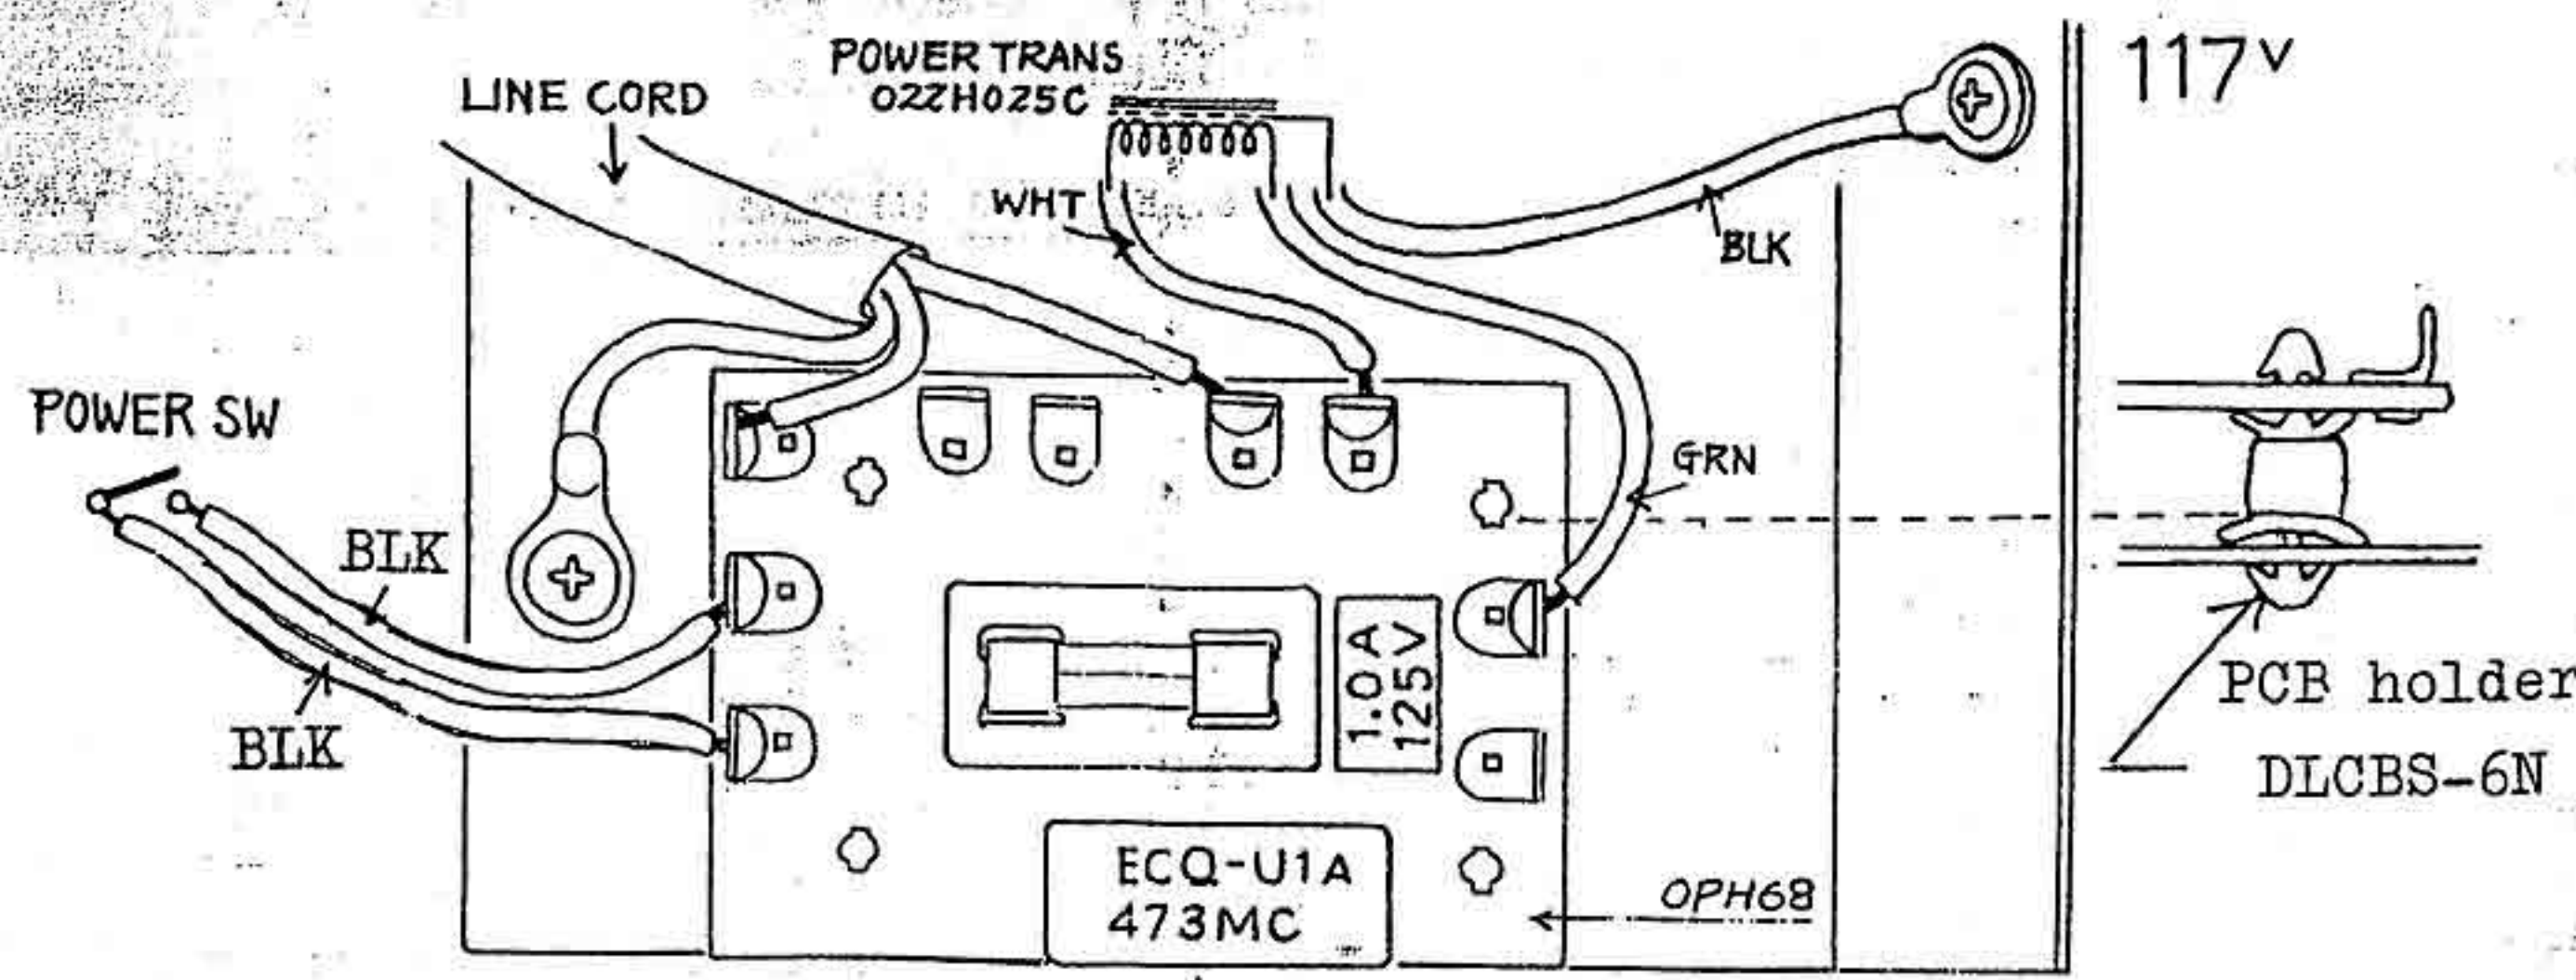 POWER TRANS
022H025C
117V
LINE CORD
WHT
BLK
POWER SW
GRN
BLK
1.0A
125V
PCB holder
BLK
DLCBS-6N
ECQ-U1A
473MC
OPH68